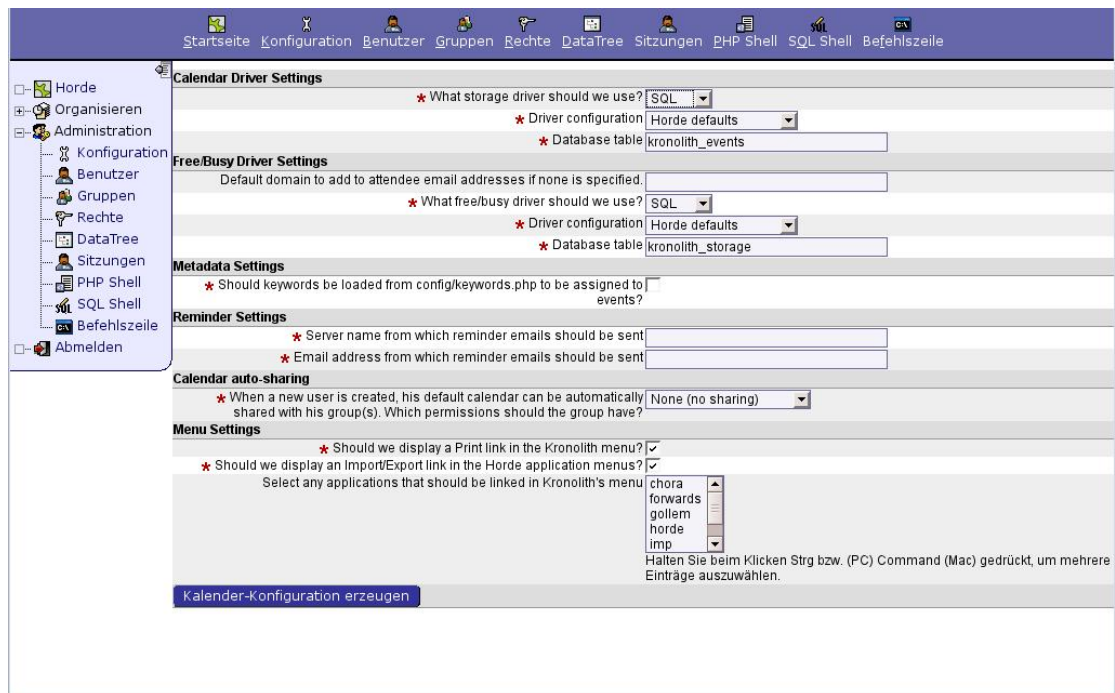 Startseite Konfiguration Benutzer Gruppen Rechte DataTree Sitzungen PHP Shell SQL Shell Befehlszeile
Horde
Organisieren
Administration
Konfiguration
Benutzer
Gruppen
Rechte
DataTree
Sitzungen
PHP Shell
SQL Shell
Befehlszeile
Abmelden
Calendar Driver Settings
* What storage driver should we use? SQL
* Driver configuration Horde defaults
* Database table kronolith_events
Free/Busy Driver Settings
Default domain to add to attendee email addresses if none is specified.
* What free/busy driver should we use? SQL
* Driver configuration Horde defaults
* Database table kronolith_storage
Metadata Settings
* Should keywords be loaded from config/keywords.php to be assigned to
events?
Reminder Settings
* Server name from which reminder emails should be sent
* Email address from which reminder emails should be sent
Calendar auto-sharing
* When a new user is created, his default calendar can be automatically
shared with his group(s). Which permissions should the group have? None (no sharing)
Menu Settings
* Should we display a Print link in the Kronolith menu?
* Should we display an Import/Export link in the Horde application menus?
Select any applications that should be linked in Kronolith's menu chora
forwards
gollem
horde
imp
Halten Sie beim Klicken Strg bzw. (PC) Command (Mac) gedrückt, um mehrere
Einträge auszuwählen.
Kalender-Konfiguration erzeugen